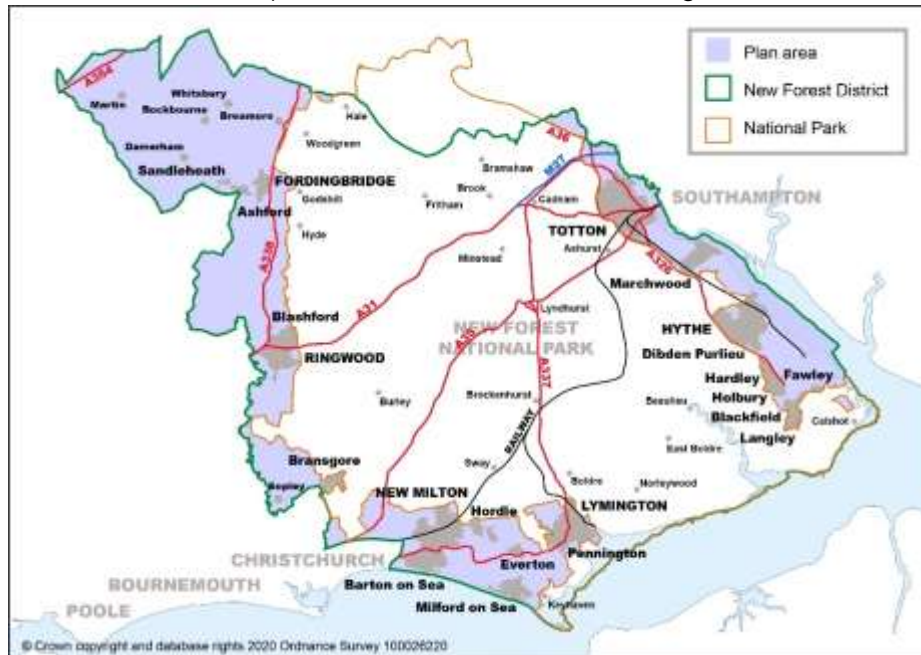 Plan area
New Forest District
National Park
A354
Martin
Whitsbury
Rockbourne
Breamore
Hale
Damerham
Woodgreen
Sandleheath
FORDINGBRIDGE
Godshill
Ashford
Hyde
A338
Bramshaw
Brook
Fritham
M27
A36
Cadnam
SOUTHAMPTON
TOTTON
Ashurst
Minstead
A31
A326
Marchwood
Lyndhurst
NEW FOREST
NATIONAL PARK
A35
A337
Blashford
RINGWOOD
HYTHE
Dibden Purlieu
Hardley
Fawley
Holbury
Blackfield
Calshot
Langley
Burley
Brockenhurst
Beaulieu
East Boldre
RAILWAY
Sway
Boldre
Norleywood
Bransgore
Sopley
NEW MILTON
Hordle
LYMINGTON
Pennington
Everton
CHRISTCHURCH
Barton on Sea
BOURNEMOUTH
Milford on Sea
Keyhaven
POOLE
© Crown copyright and database rights 2020 Ordnance Survey 100026220